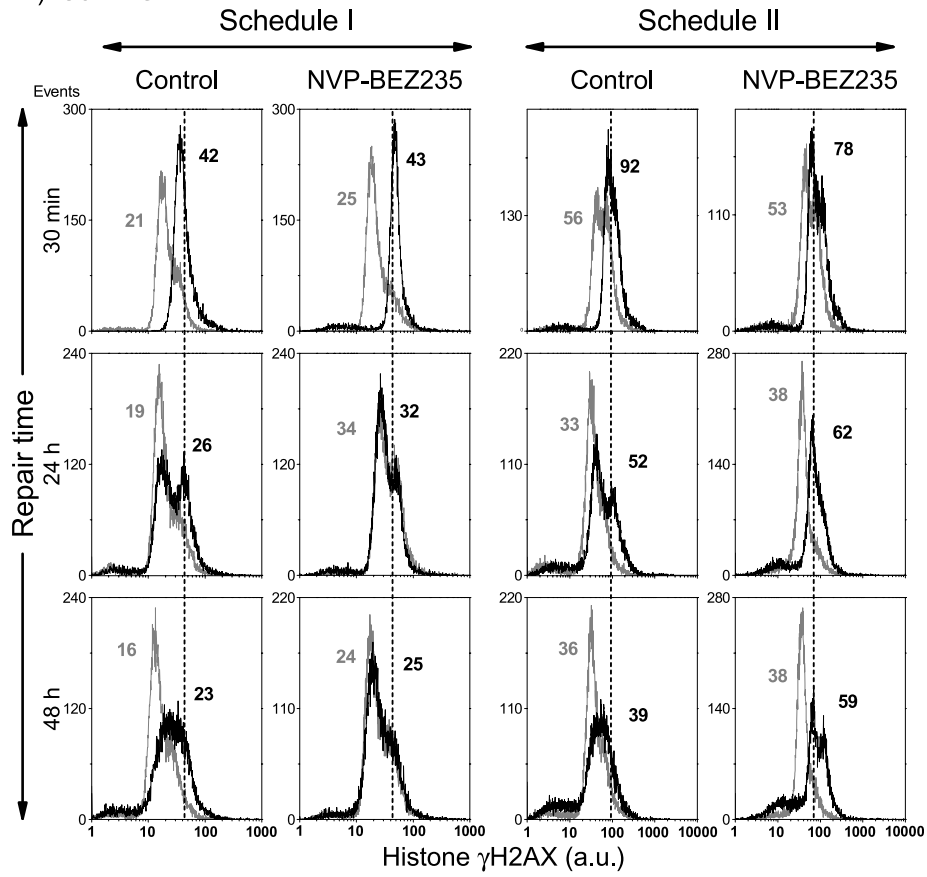 Schedule I Schedule II
Control NVP-BEZ235 Control NVP-BEZ235
Events
300 300
42 43 92 78
30 min
21 25 56 53
150 150 130 110
0 0 0 0
240 240 220 280
24 h
19 26 34 32 33 52 38 62
120 120 110 140
0 0 0 0
240 240 220 280
48 h
16 23 24 25 36 39 38 59
120 120 110 140
0 0 0 0
1 10 100 1000 1 10 100 1000 1 10 100 1000 10000 1 10 100 1000 10000
Repair time
Histone γH2AX (a.u.)